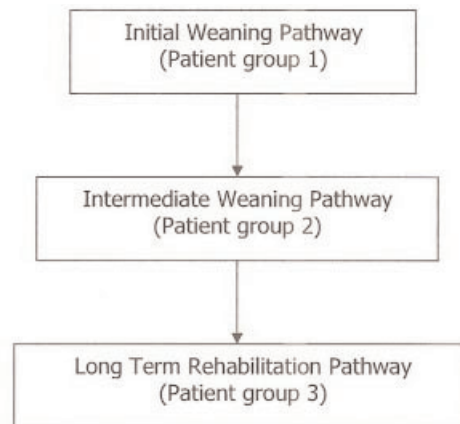 Initial Weaning Pathway
(Patient group 1)
Intermediate Weaning Pathway
(Patient group 2)
Long Term Rehabilitation Pathway
(Patient group 3)